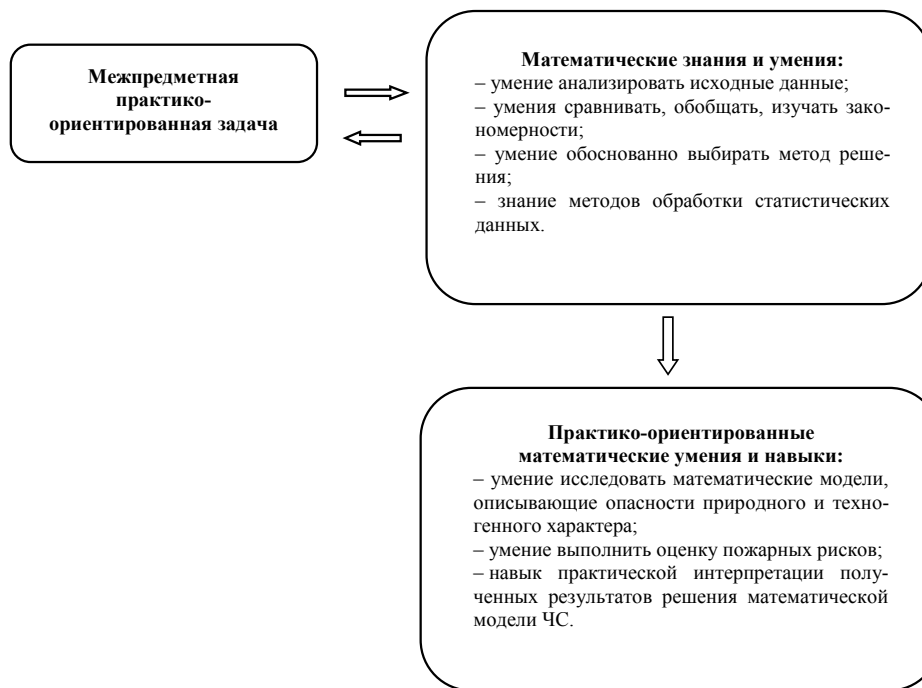 Межпредметная
практико-
ориентированная задача
Математические знания и умения:
– умение анализировать исходные данные;
– умения сравнивать, обобщать, изучать зако-
номерности;
– умение обоснованно выбирать метод реше-
ния;
– знание методов обработки статистических
данных.
Практико-ориентированные
математические умения и навыки:
– умение исследовать математические модели,
описывающие опасности природного и техно-
генного характера;
– умение выполнить оценку пожарных рисков;
– навык практической интерпретации полу-
ченных результатов решения математической
модели ЧС.